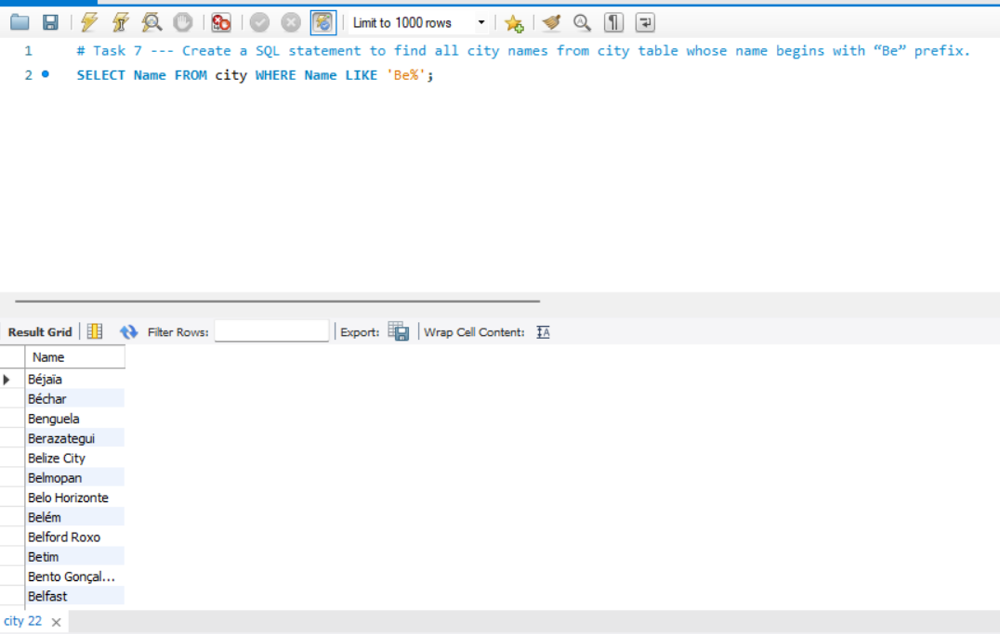 Limit to 1000 rows
1 # Task 7 --- Create a SQL statement to find all city names from city table whose name begins with “Be” prefix.
2 SELECT Name FROM city WHERE Name LIKE 'Be%';
Result Grid Filter Rows: Export: Wrap Cell Content:
Name
Béjaïa
Béchar
Benguela
Berazategui
Belize City
Belmopan
Belo Horizonte
Belém
Belford Roxo
Betim
Bento Gonçal...
Belfast
city 22